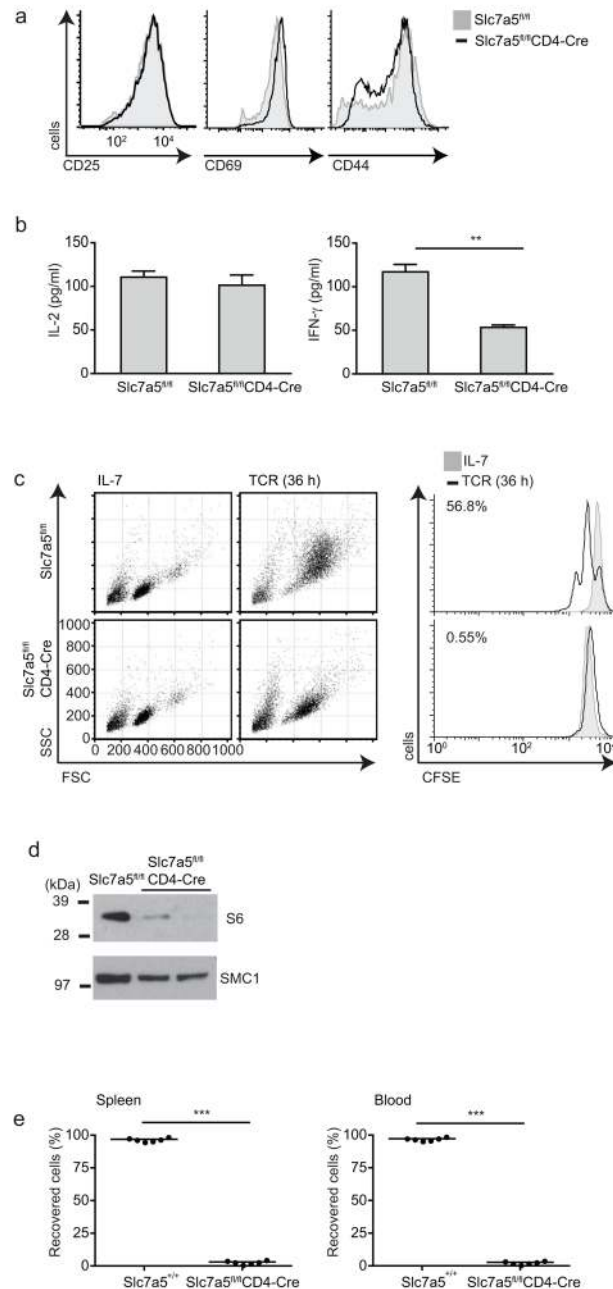 a
Slc7a5fl/fl
Slc7a5fl/flCD4-Cre
cells
10² 10⁴
CD25 CD69 CD44
b
150
100
50
0
IL-2 (pg/ml)
Slc7a5fl/fl Slc7a5fl/flCD4-Cre
150
100
50
0
IFN-γ (pg/ml)
**
Slc7a5fl/fl Slc7a5fl/flCD4-Cre
c
IL-7 TCR (36 h)
Slc7a5fl/fl
Slc7a5fl/fl
CD4-Cre
1000
800
600
400
200
0
SSC
0 200 400 600 800 1000
FSC
IL-7
TCR (36 h)
56.8%
0.55%
cells
10⁰ 10²
CFSE
d
Slc7a5fl/fl
Slc7a5fl/fl
CD4-Cre
(kDa)
39
28
S6
97
SMC1
e
Spleen
***
100
75
50
25
0
Recovered cells (%)
Slc7a5+/+ Slc7a5fl/flCD4-Cre
Blood
***
100
75
50
25
0
Recovered cells (%)
Slc7a5+/+ Slc7a5fl/flCD4-Cre